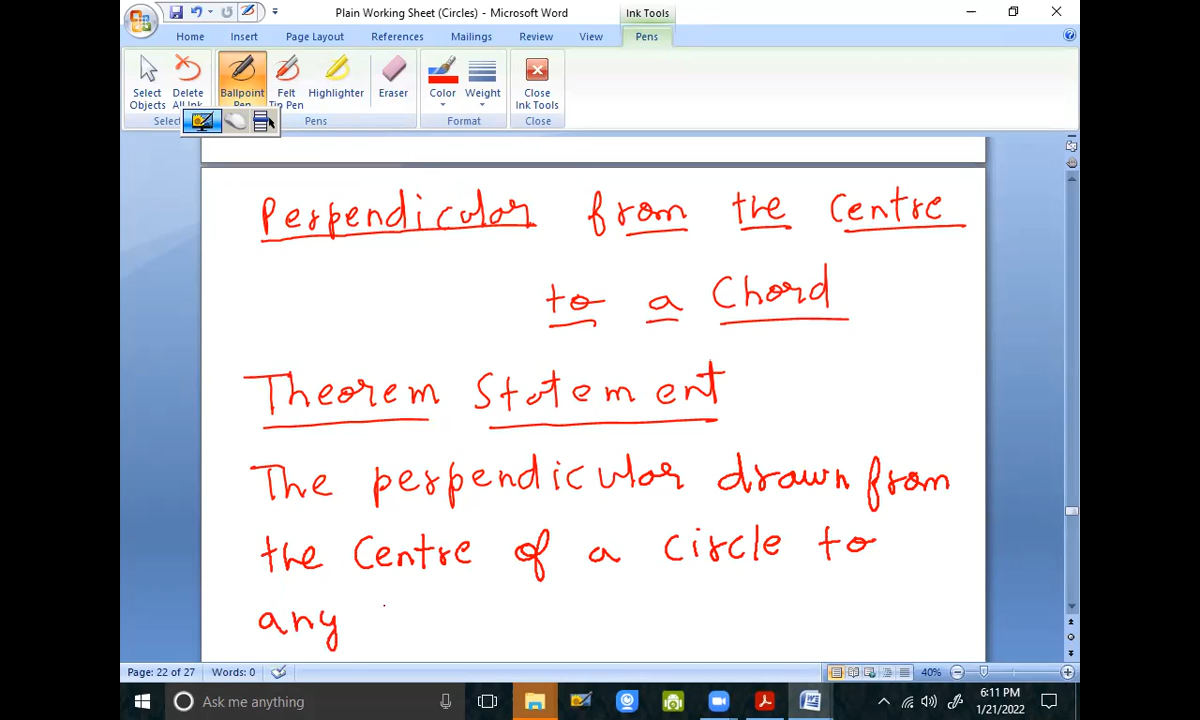 Plain Working Sheet (Circles) - Microsoft Word
Ink Tools
Home Insert Page Layout References Mailings Review View Pens
Select Objects
Delete All Ink
Ballpoint Pen
Felt Tip Pen
Highlighter
Eraser
Color
Weight
Close Ink Tools
Select Pens Format Close
Perpendicular from the Centre
to a Chord
Theorem Statement
The perpendicular drawn from
the Centre of a circle to
any
Page: 22 of 27 Words: 0 40%
Ask me anything
6:11 PM
1/21/2022